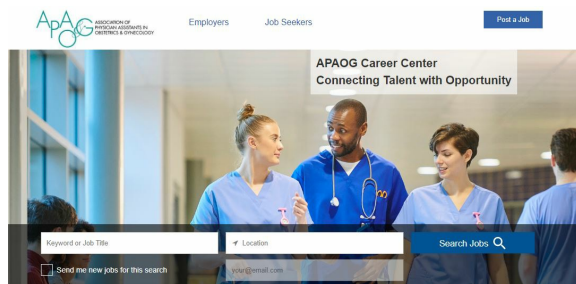 APAOG
ASSOCIATION OF
PHYSICIAN ASSISTANTS IN
OBSTETRICS & GYNECOLOGY
Employers
Job Seekers
Post a Job
APAOG Career Center
Connecting Talent with Opportunity
Keyword or Job Title
Location
Search Jobs
Send me new jobs for this search
your@email.com